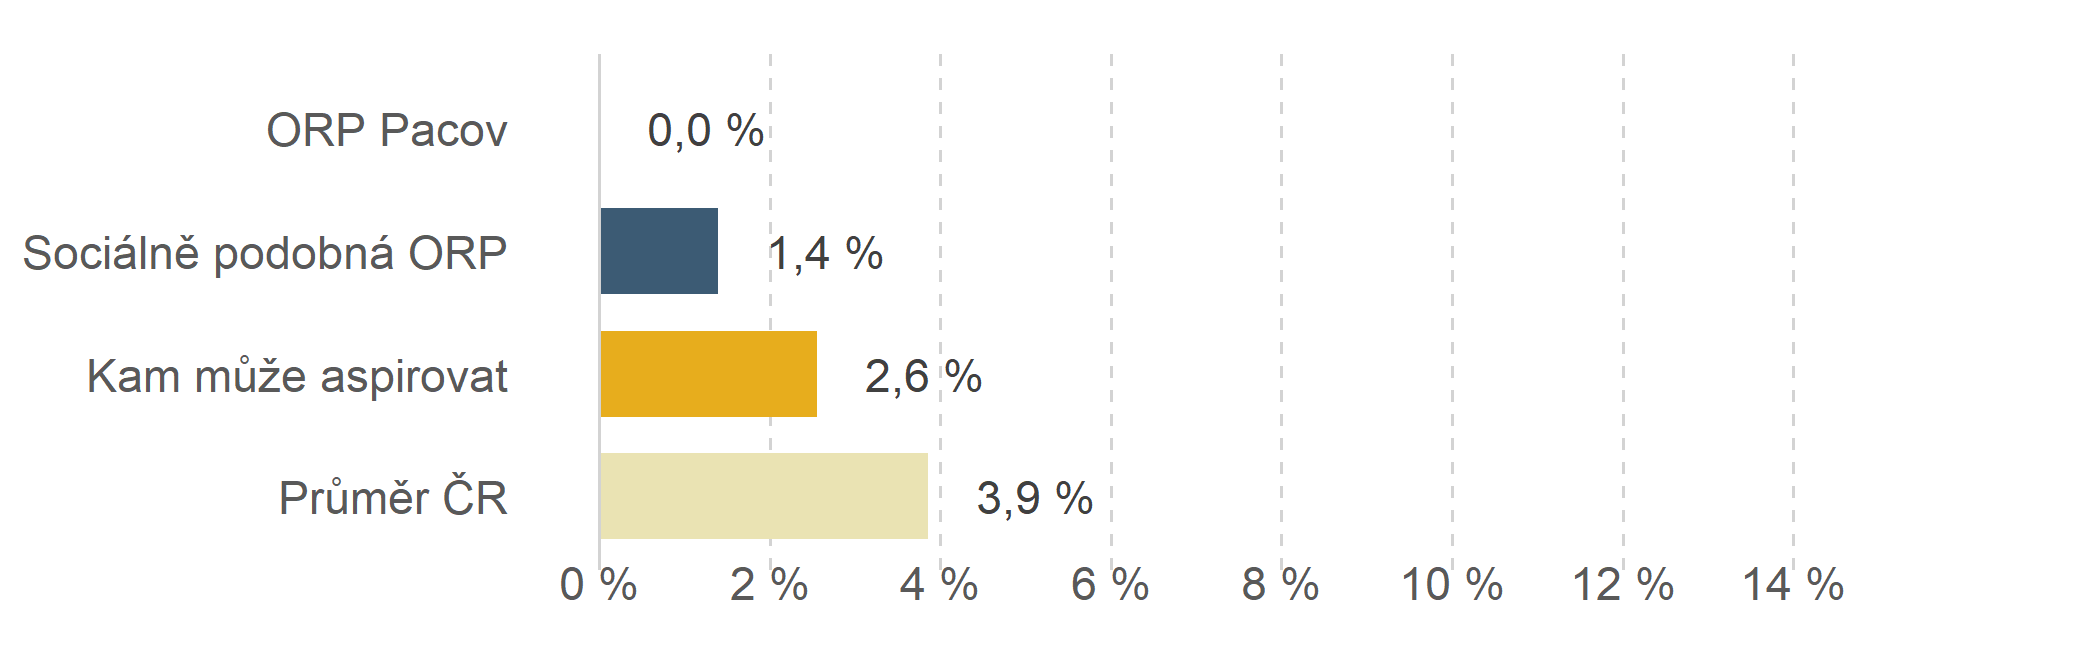 ORP Pacov 0,0 %
Sociálně podobná ORP 1,4 %
Kam může aspirovat 2,6 %
Průměr ČR 3,9 %
0 % 2 % 4 % 6 % 8 % 10 % 12 % 14 %